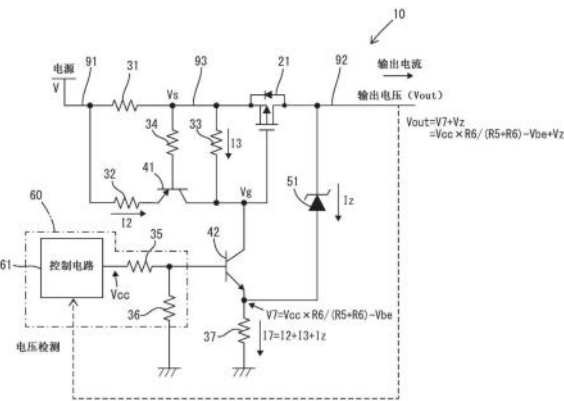 10
电源
91
31
93
21
92
输出电流
V
Vs
输出电压（Vout）
Vout=V7+Vz
=Vcc×R6/(R5+R6)-Vbe+Vz
34
33
I3
41
32
Vg
51
Iz
60
I2
42
35
61
控制电路
Vcc
36
V7=Vcc×R6/(R5+R6)-Vbe
37
I7=I2+I3+Iz
电压检测